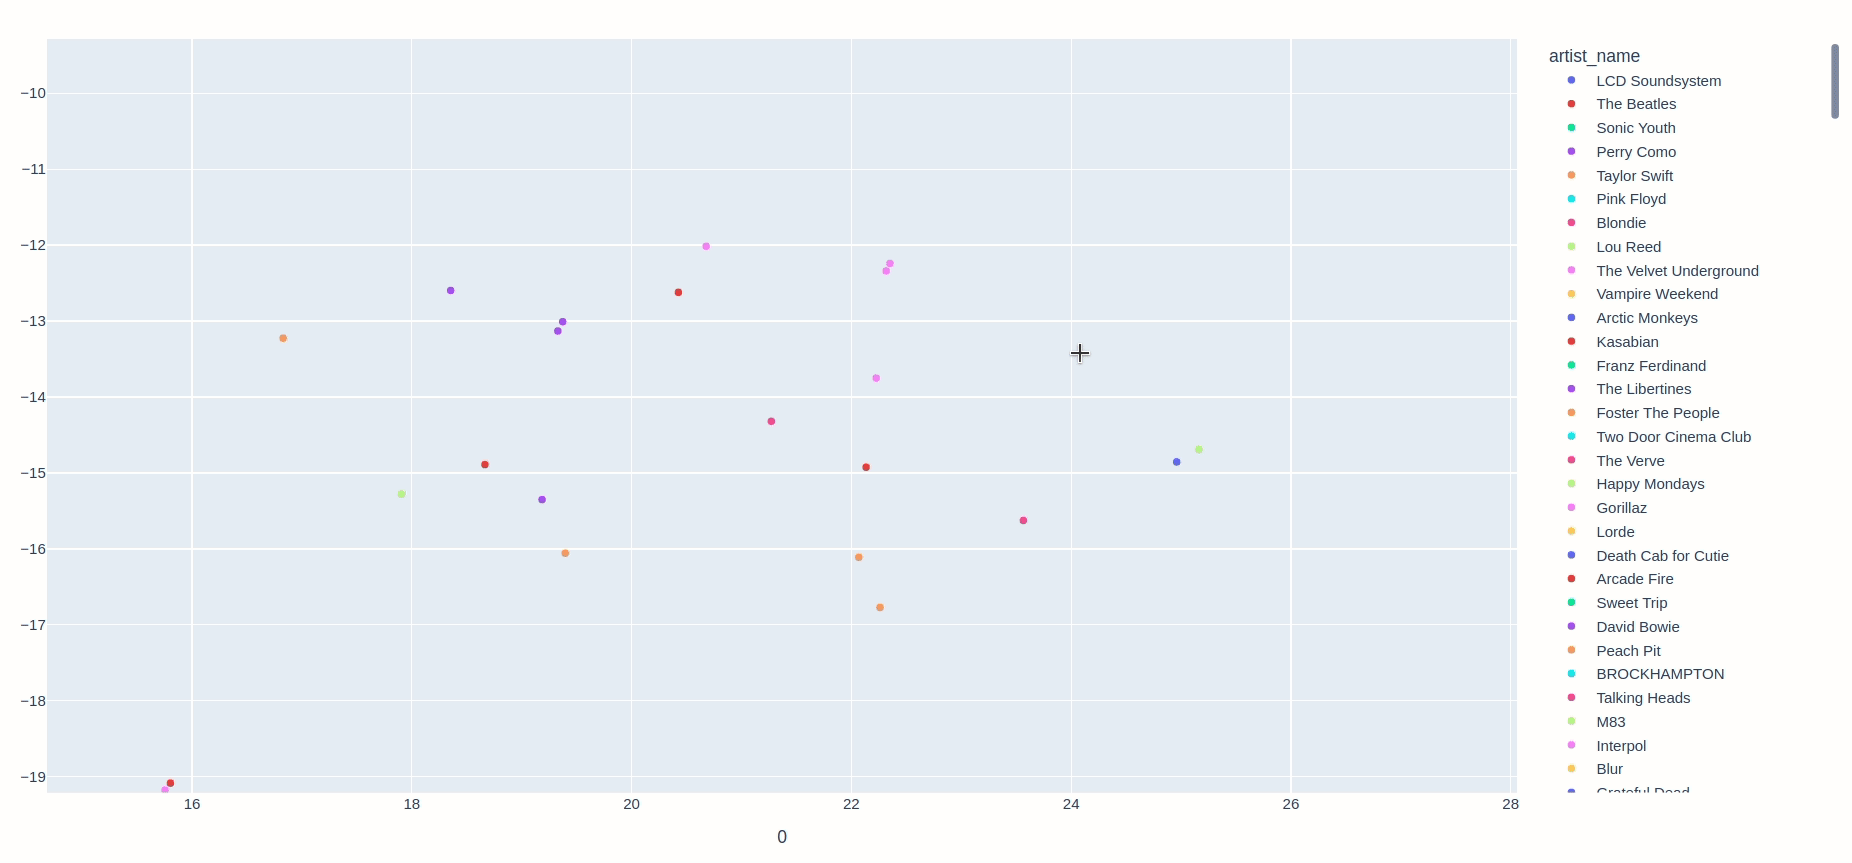 −10
−11
−12
−13
−14
−15
−16
−17
−18
−19
16
18
20
22
24
26
28
0
artist_name
LCD Soundsystem
The Beatles
Sonic Youth
Perry Como
Taylor Swift
Pink Floyd
Blondie
Lou Reed
The Velvet Underground
Vampire Weekend
Arctic Monkeys
Kasabian
Franz Ferdinand
The Libertines
Foster The People
Two Door Cinema Club
The Verve
Happy Mondays
Gorillaz
Lorde
Death Cab for Cutie
Arcade Fire
Sweet Trip
David Bowie
Peach Pit
BROCKHAMPTON
Talking Heads
M83
Interpol
Blur
Grateful Dead